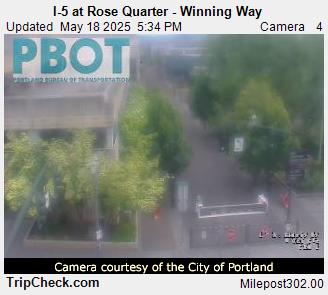 I-5 at Rose Quarter - Winning Way
Updated May 18 2025 5:34 PM Camera 4
PBOT
PORTLAND BUREAU OF TRANSPORTATION
Camera courtesy of the City of Portland
TripCheck.com Milepost302.00